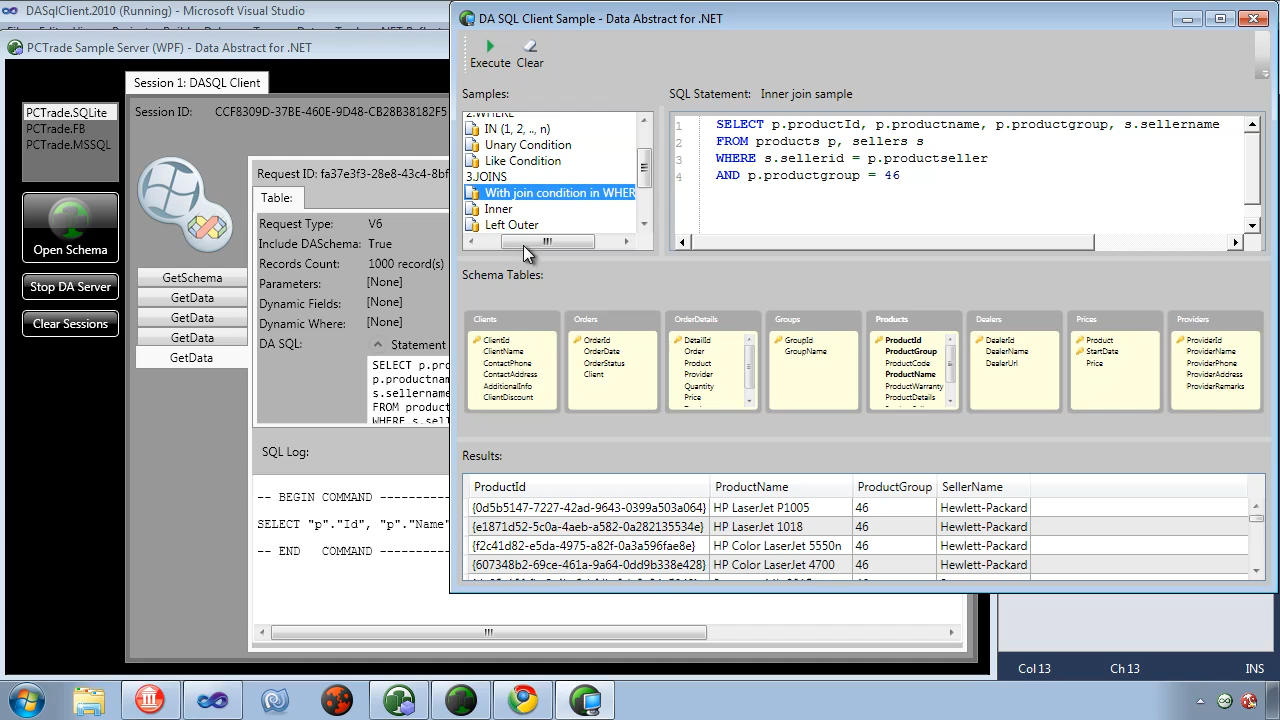 DASqlClient.2010 (Running) - Microsoft Visual Studio
PCTrade Sample Server (WPF) - Data Abstract for .NET
Session 1: DASQL Client
PCTrade.SQLite
PCTrade.FB
PCTrade.MSSQL
Open Schema
Stop DA Server
Clear Sessions
Session ID: CCF8309D-37BE-460E-9D48-CB28B38182F5
GetSchema
GetData
GetData
GetData
GetData
Request ID: fa37e3f3-28e8-43c4-8bf
Table:
Request Type: V6
Include DASchema: True
Records Count: 1000 record(s)
Parameters: [None]
Dynamic Fields: [None]
Dynamic Where: [None]
DA SQL: Statement
SELECT p.pro
p.productnam
s.sellername
FROM product
WHERE s.sell
SQL Log:
-- BEGIN COMMAND ---------
SELECT "p"."Id", "p"."Name"
-- END COMMAND ---------
DA SQL Client Sample - Data Abstract for .NET
Execute Clear
Samples:
2.WHERE
IN (1, 2, .., n)
Unary Condition
Like Condition
3.JOINS
With join condition in WHER
Inner
Left Outer
SQL Statement: Inner join sample
1 SELECT p.productId, p.productname, p.productgroup, s.sellername
2 FROM products p, sellers s
3 WHERE s.sellerid = p.productseller
4 AND p.productgroup = 46
Schema Tables:
Clients
ClientId
ClientName
ContactPhone
ContactAddress
AdditionalInfo
ClientDiscount
Orders
OrderId
OrderDate
OrderStatus
Client
OrderDetails
DetailId
Order
Product
Provider
Quantity
Price
Groups
GroupId
GroupName
Products
ProductId
ProductGroup
ProductCode
ProductName
ProductWarranty
ProductDetails
Dealers
DealerId
DealerName
DealerUrl
Prices
Product
StartDate
Price
Providers
ProviderId
ProviderName
ProviderPhone
ProviderAddress
ProviderRemarks
Results:
ProductId ProductName ProductGroup SellerName
{0d5b5147-7227-42ad-9643-0399a503a064} HP LaserJet P1005 46 Hewlett-Packard
{e1871d52-5c0a-4aeb-a582-0a282135534e} HP LaserJet 1018 46 Hewlett-Packard
{f2c41d82-e5da-4975-a82f-0a3a596fae8e} HP Color LaserJet 5550n 46 Hewlett-Packard
{607348b2-69ce-461a-9a64-0dd9b338e428} HP Color LaserJet 4700 46 Hewlett-Packard
Col 13 Ch 13 INS